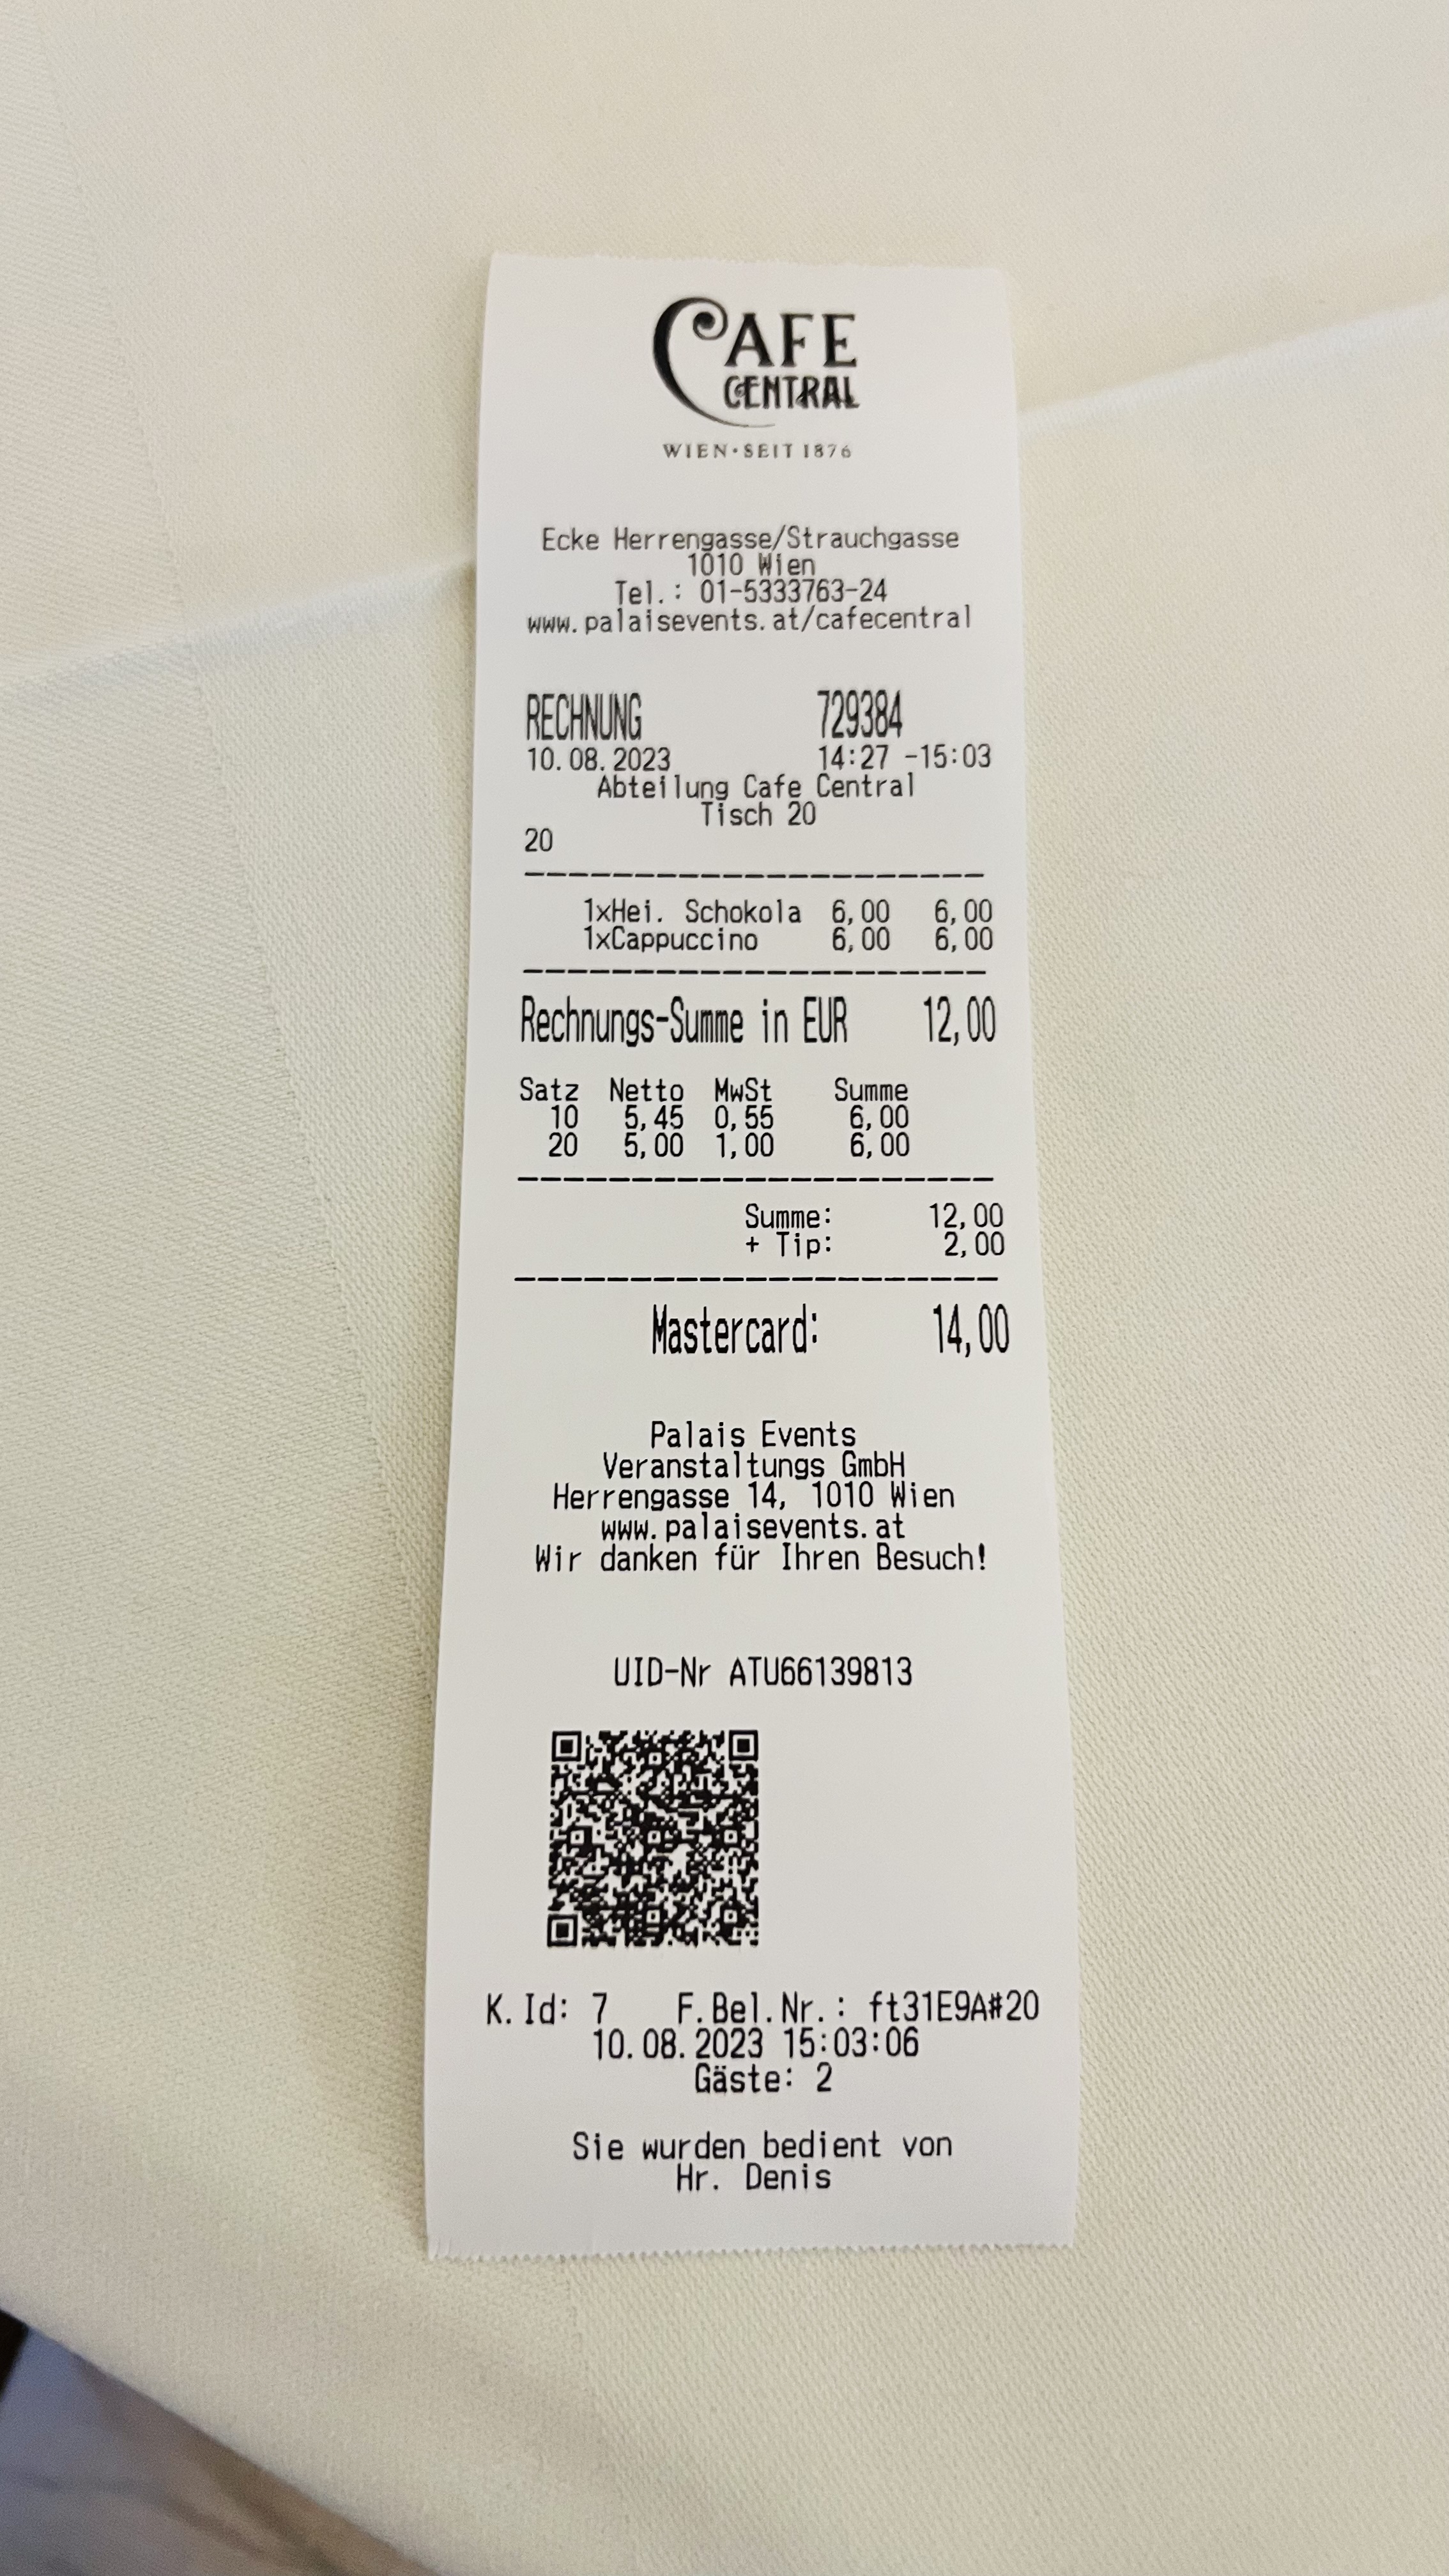 CAFE
CENTRAL
WIEN·SEIT 1876
Ecke Herrengasse/Strauchgasse
1010 Wien
Tel.: 01-5333763-24
www.palaisevents.at/cafecentral
RECHNUNG 729384
10.08.2023 14:27 -15:03
Abteilung Cafe Central
Tisch 20
20
1xHei. Schokola 6,00 6,00
1xCappuccino 6,00 6,00
Rechnungs-Summe in EUR 12,00
Satz Netto MwSt Summe
10 5,45 0,55 6,00
20 5,00 1,00 6,00
Summe: 12,00
+ Tip: 2,00
Mastercard: 14,00
Palais Events
Veranstaltungs GmbH
Herrengasse 14, 1010 Wien
www.palaisevents.at
Wir danken für Ihren Besuch!
UID-Nr ATU66139813
K.Id: 7 F.Bel.Nr.: ft31E9A#20
10.08.2023 15:03:06
Gäste: 2
Sie wurden bedient von
Hr. Denis